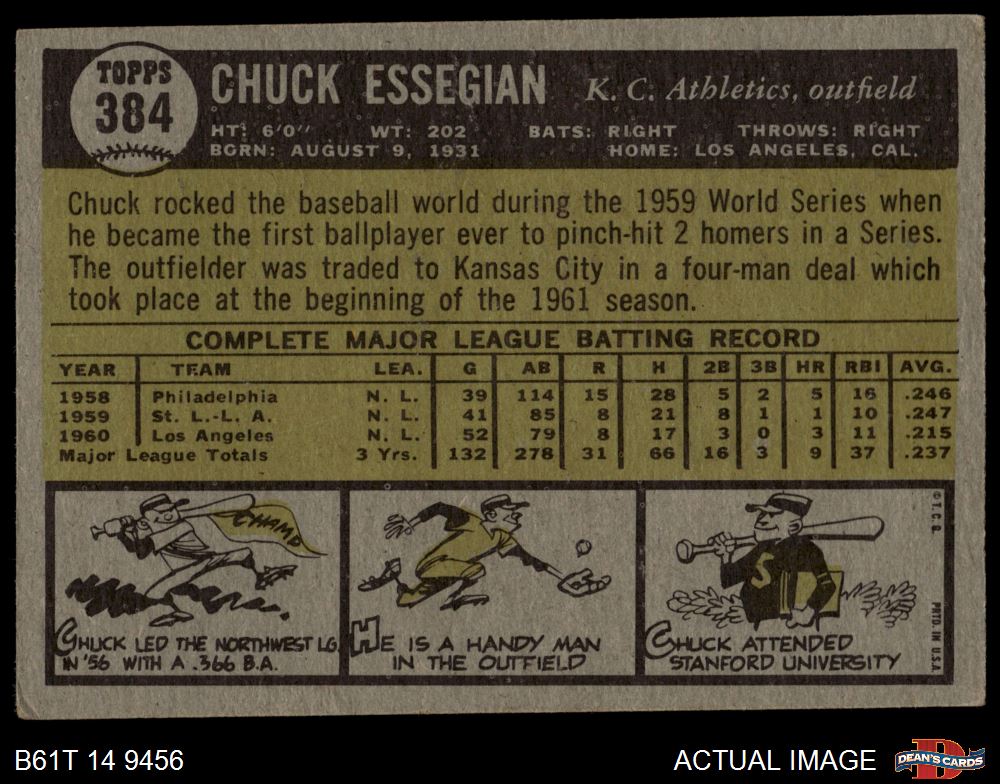 TOPPS
384
CHUCK ESSEGIAN K. C. Athletics, outfield
HT: 6'0" WT: 202 BATS: RIGHT THROWS: RIGHT
BORN: AUGUST 9, 1931 HOME: LOS ANGELES, CAL.
Chuck rocked the baseball world during the 1959 World Series when
he became the first ballplayer ever to pinch-hit 2 homers in a Series.
The outfielder was traded to Kansas City in a four-man deal which
took place at the beginning of the 1961 season.
COMPLETE MAJOR LEAGUE BATTING RECORD
YEAR TEAM LEA. G AB R H 2B 3B HR RBI AVG.
1958 Philadelphia N. L. 39 114 15 28 5 2 5 16 .246
1959 St. L.-L. A. N. L. 41 85 8 21 8 1 1 10 .247
1960 Los Angeles N. L. 52 79 8 17 3 0 3 11 .215
Major League Totals 3 Yrs. 132 278 31 66 16 3 9 37 .237
CHAMP
CHUCK LED THE NORTHWEST LG.
IN '56 WITH A .366 B.A.
HE IS A HANDY MAN
IN THE OUTFIELD
S
CHUCK ATTENDED
STANFORD UNIVERSITY
© T. C. G.
PRTD. IN U.S.A.
B61T 14 9456 ACTUAL IMAGE DEAN'S CARDS